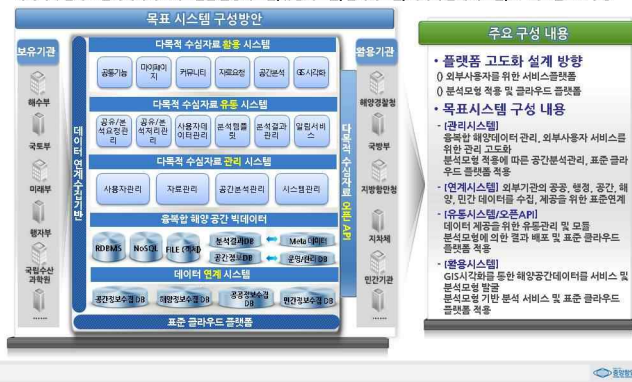 목표 시스템 구성방안
보유기관
해수부
국토부
미래부
행자부
국립수산
과학원
......
데이터 연계수집기반
다목적 수심자료 활용 시스템
공통기능
마이페이
지
커뮤니티
자료요청
공간분석
GIS시각화
다목적 수심자료 유통 시스템
공유/분
석요청관
리
공유/분
석처리관
리
사용자데
이터관리
분석템플
릿
분석결과
관리
알림서비
스
다목적 수심자료 관리 시스템
사용자관리
자료관리
공간분석관리
시스템관리
융복합 해양 공간 빅데이터
RDBMS
NoSQL
FILE (객체)
분석결과DB
Meta 데이터
공간정보DB
운영/관리 DB
데이터 연계 시스템
공간정보수집 DB
해양정보수집 DB
공공정보수집
DB
민간정보수집 DB
표준 클라우드 플랫폼
다목적 수심자료 오픈 API
활용기관
해양경찰청
국방부
지방항만청
지자체
민간기관
......
주요 구성 내용
• 플랫폼 고도화 설계 방향
() 외부사용자를 위한 서비스플랫폼
() 분석모형 적용 및 클라우드 플랫폼
• 목표시스템 구성 내용
- [관리시스템]
융복합 해양데이터 관리, 외부사용자 서비스를
위한 관리 고도화
분석모형 적용에 따른 공간분석관리, 표준 클라
우드 플랫폼 적용
- [연계시스템] 외부기관의 공공, 행정, 공간, 해
양, 민간 데이터를 수집, 제공을 위한 표준연계
- [유통시스템/오픈API]
데이터 제공을 위한 유통관리 및 모듈
분석모형에 의한 결과 배포 및 표준 클라우드
플랫폼 적용
- [활용시스템]
GIS시각화를 통한 해양공간데이터를 서비스 및
분석모형 발굴
분석모형 기반 분석 서비스 및 표준 클라우드
플랫폼 적용